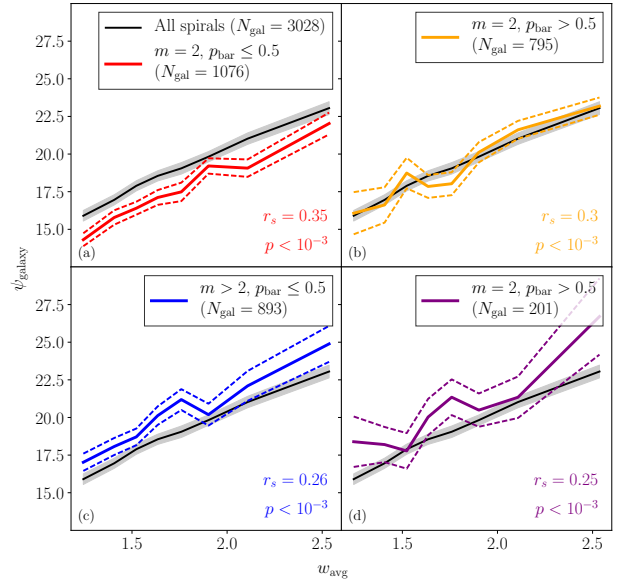 All spirals (N_gal = 3028)
m = 2, p_bar ≤ 0.5
(N_gal = 1076)
m = 2, p_bar > 0.5
(N_gal = 795)
27.5
25.0
22.5
20.0
17.5
15.0
r_s = 0.35
p < 10^-3
(a)
r_s = 0.3
p < 10^-3
(b)
ψ_galaxy
m > 2, p_bar ≤ 0.5
(N_gal = 893)
m = 2, p_bar > 0.5
(N_gal = 201)
27.5
25.0
22.5
20.0
17.5
15.0
r_s = 0.26
p < 10^-3
(c)
r_s = 0.25
p < 10^-3
(d)
1.5 2.0 2.5
1.5 2.0 2.5
w_avg